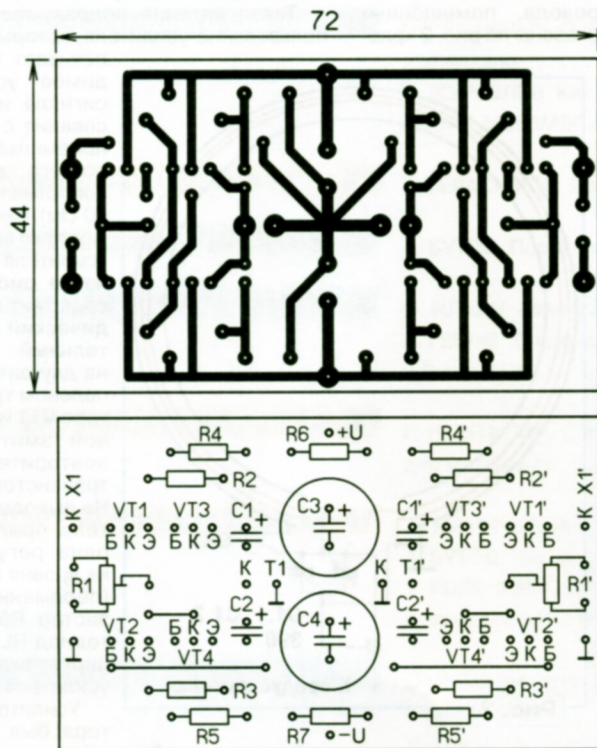 72
44
R4 R6 +U R4'
R2 R2'
К X1 VT1 VT3 C1 + C3 + C1' + VT3' VT1' К X1'
Б К Э Б К Э Э К Б Э К Б
R1 К T1 К T1' R1'
VT2 C2 + C4 + C2' + VT2'
Б К Э Б К Э Э К Б Э К Б
VT4 VT4'
R3 R3'
R5 R7 -U R5'